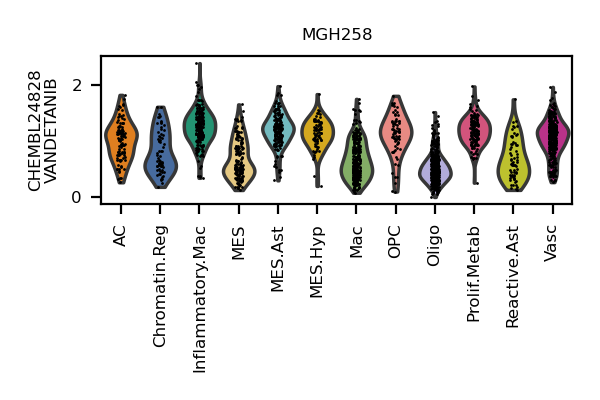 MGH258
CHEMBL24828
VANDETANIB
2
0
AC
Chromatin.Reg
Inflammatory.Mac
MES
MES.Ast
MES.Hyp
Mac
OPC
Oligo
Prolif.Metab
Reactive.Ast
Vasc